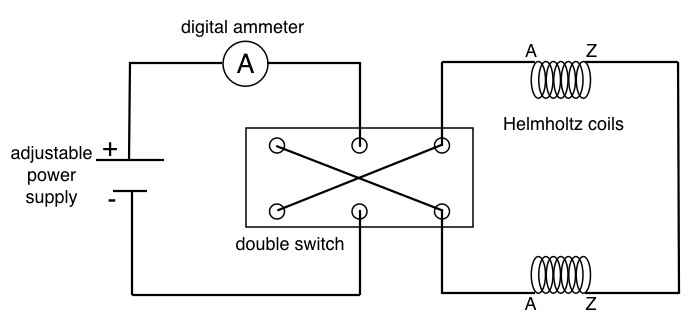 digital ammeter
A
A Z
Helmholtz coils
+
adjustable
power
supply
-
double switch
A Z